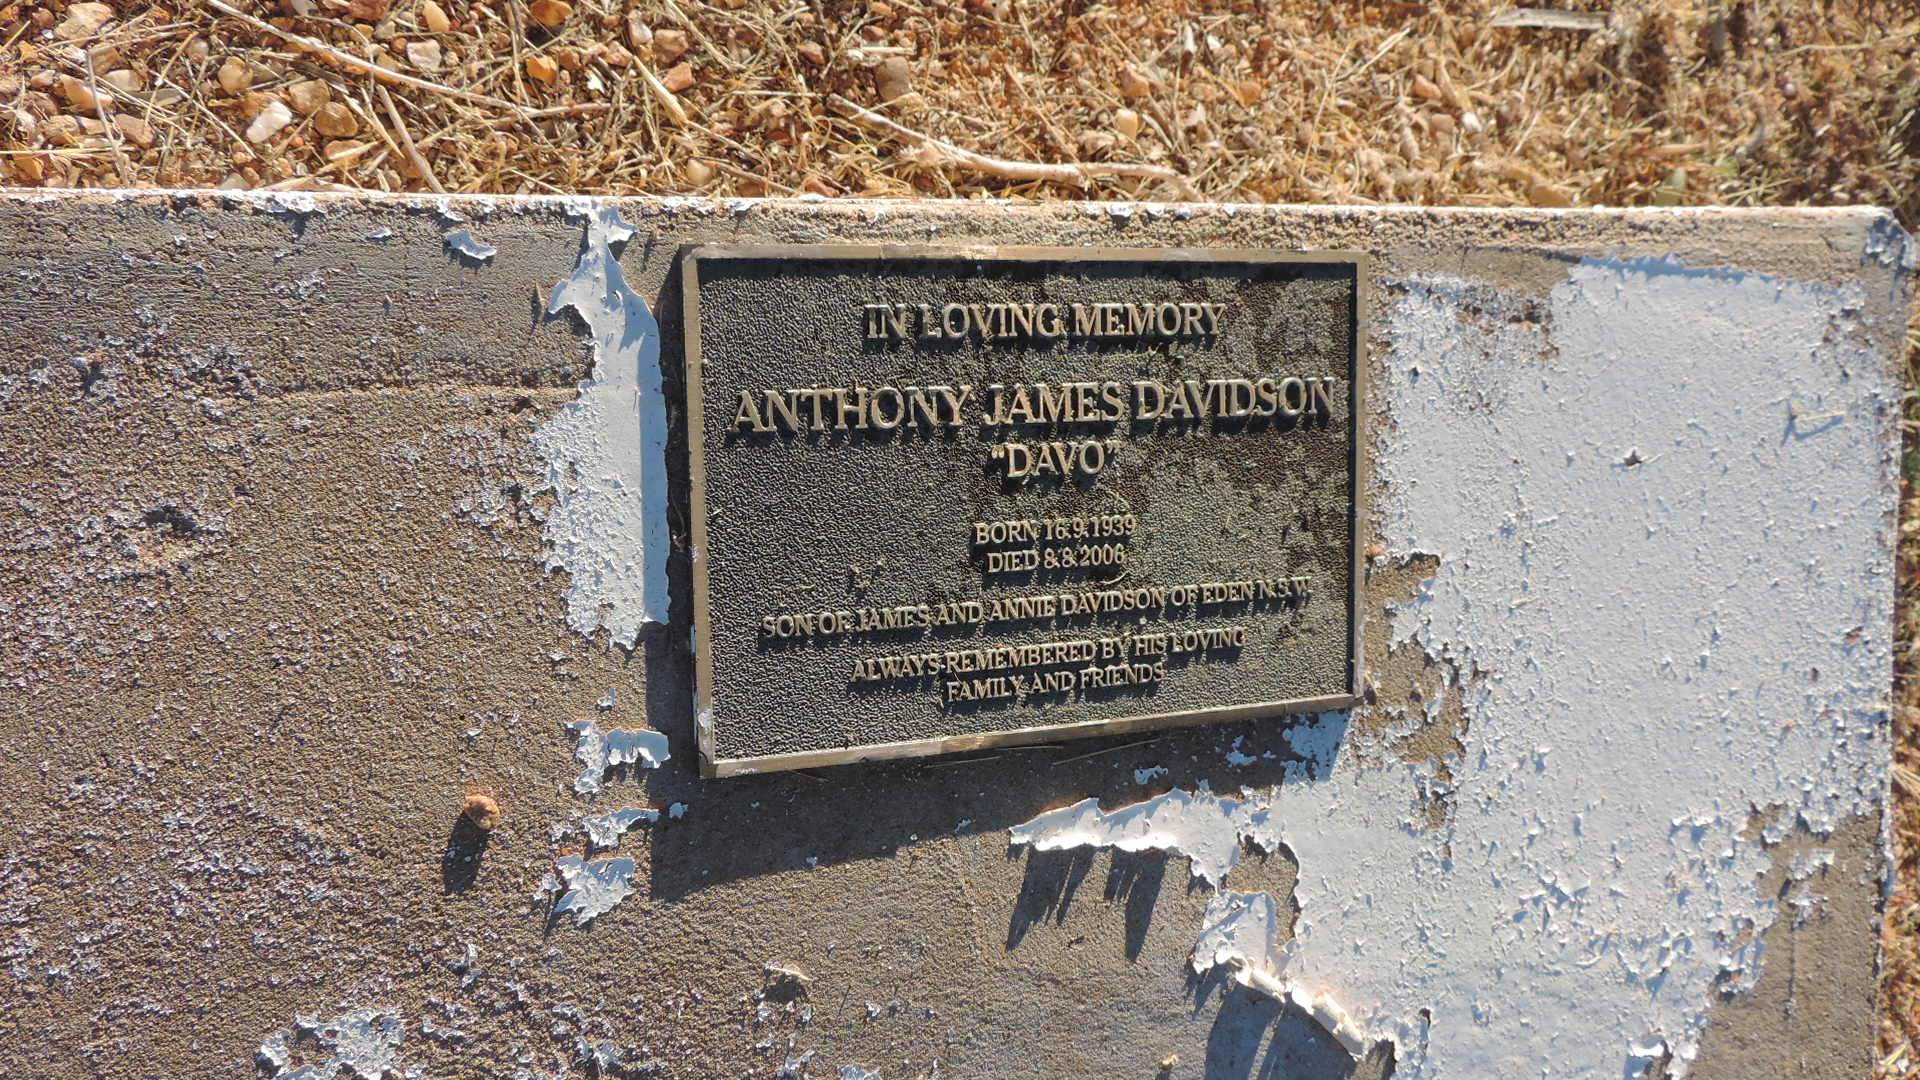 IN LOVING MEMORY
ANTHONY JAMES DAVIDSON
"DAVO"
BORN 16.9.1939
DIED 8.8.2006
SON OF JAMES AND ANNIE DAVIDSON OF EDEN N.S.W.
ALWAYS REMEMBERED BY HIS LOVING
FAMILY AND FRIENDS